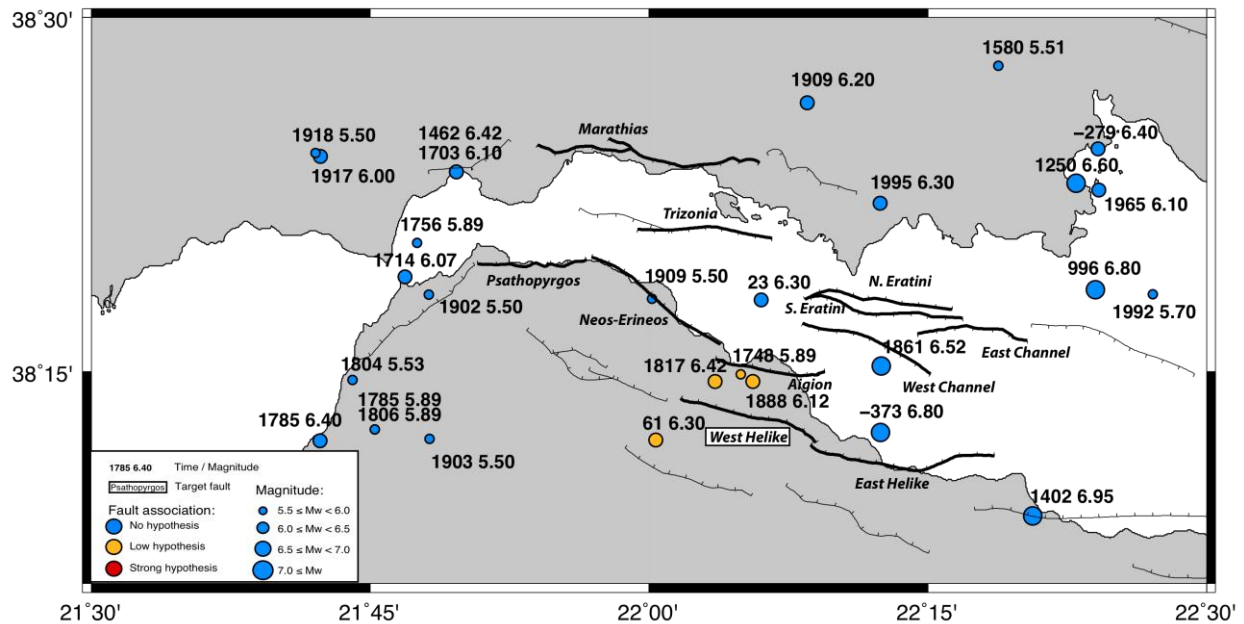 38°30'
1580 5.51
1909 6.20
Marathias
1918 5.50
1462 6.42
−279 6.40
1703 6.10
1250 6.60
1917 6.00
1995 6.30
1965 6.10
Trizonia
1756 5.89
1714 6.07
996 6.80
1909 5.50
23 6.30
N. Eratini
Psathopyrgos
1902 5.50
S. Eratini
1992 5.70
Neos-Erineos
1861 6.52
East Channel
1804 5.53
1817 6.42
1748 5.89
38°15'
Aigion
West Channel
1785 5.89
1888 6.12
1806 5.89
−373 6.80
1785 6.40
61 6.30
West Helike
1903 5.50
East Helike
1402 6.95
1785 6.40 Time / Magnitude
Psathopyrgos Target fault
Magnitude:
Fault association:
5.5 ≤ Mw < 6.0
No hypothesis
6.0 ≤ Mw < 6.5
Low hypothesis
6.5 ≤ Mw < 7.0
Strong hypothesis
7.0 ≤ Mw
21°30' 21°45' 22°00' 22°15' 22°30'